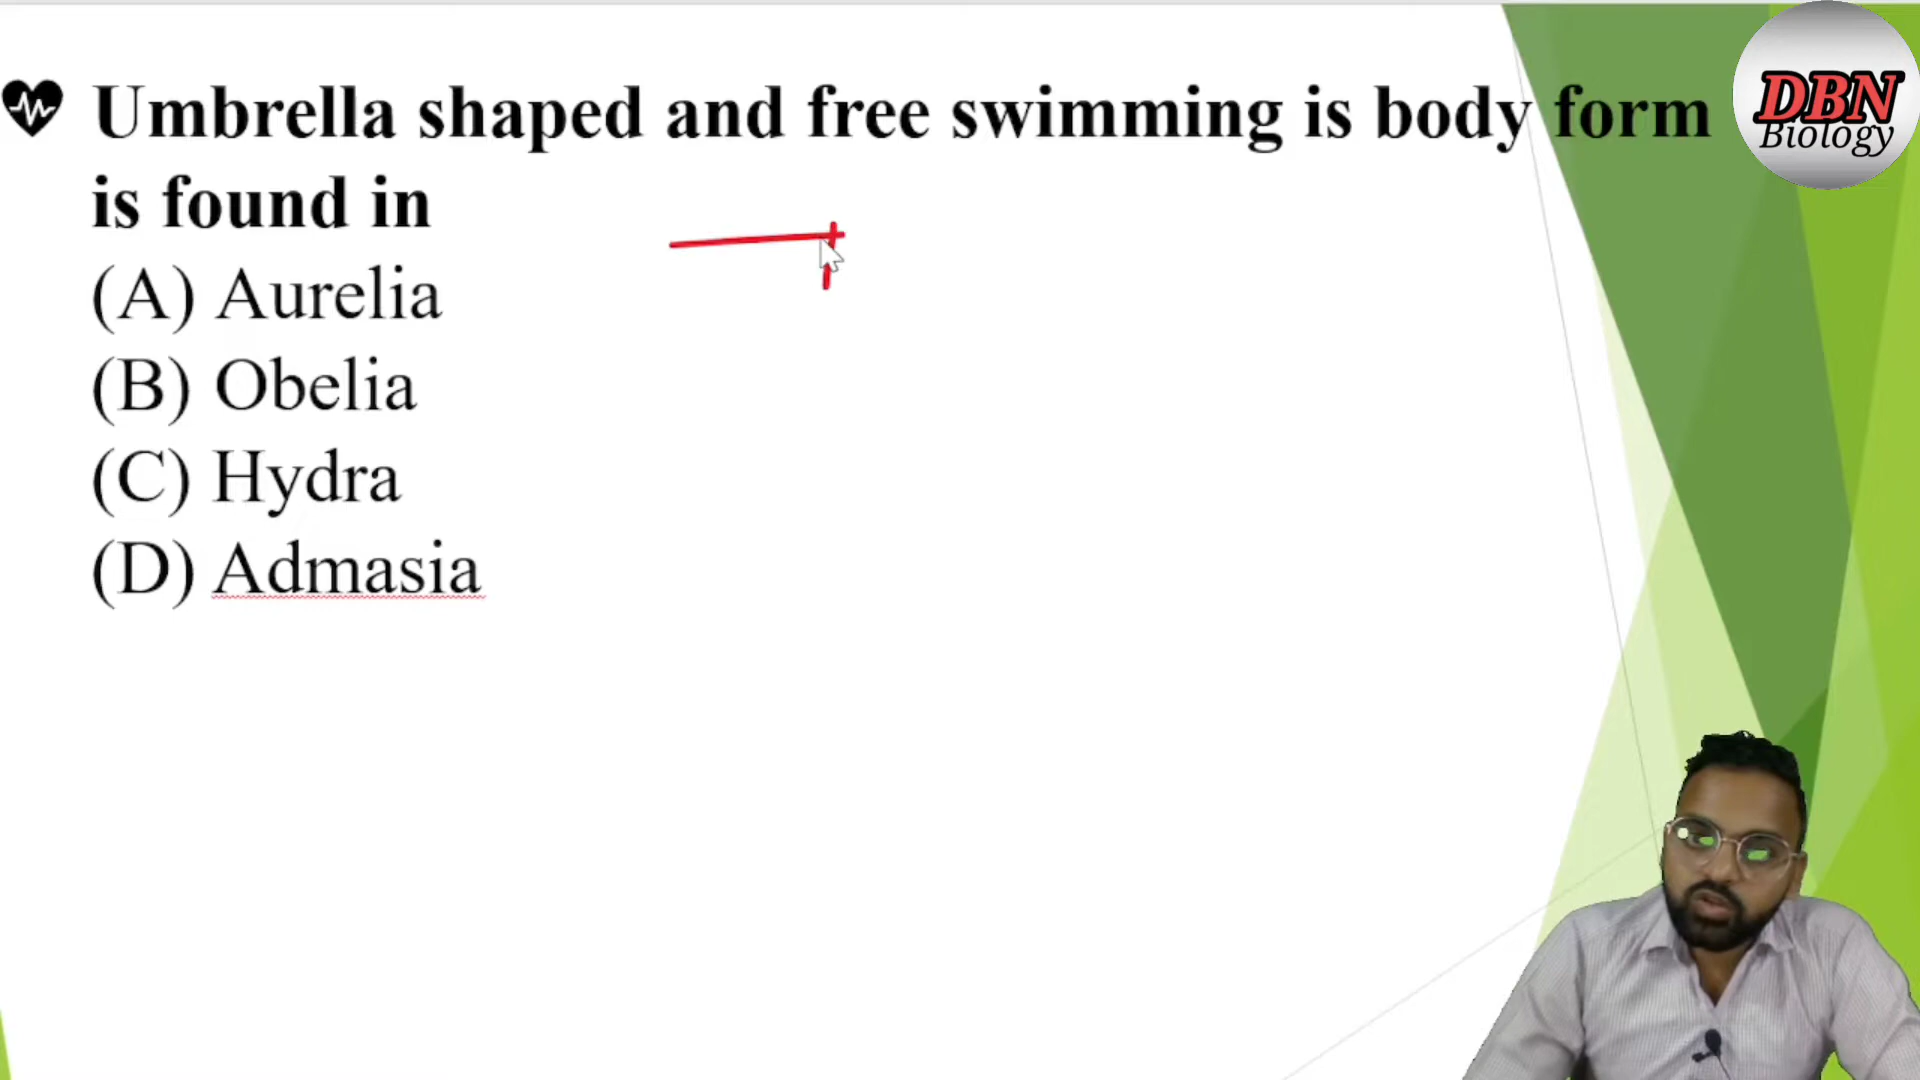 Umbrella shaped and free swimming is body form
is found in
(A) Aurelia
(B) Obelia
(C) Hydra
(D) Admasia
DBN
Biology